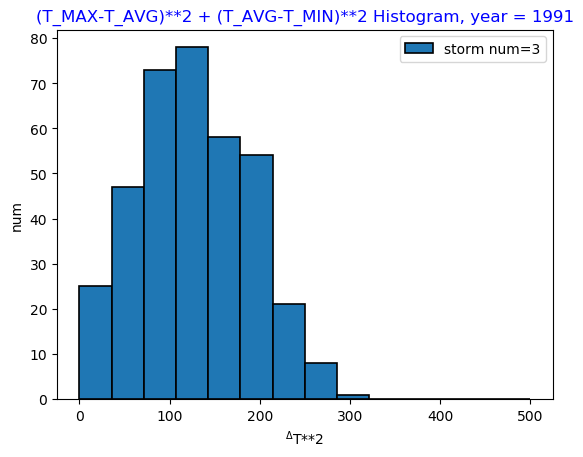 (T_MAX-T_AVG)**2 + (T_AVG-T_MIN)**2 Histogram, year = 1991
storm num=3
80
70
60
50
40
30
20
10
0
num
0 100 200 300 400 500
ΔT**2